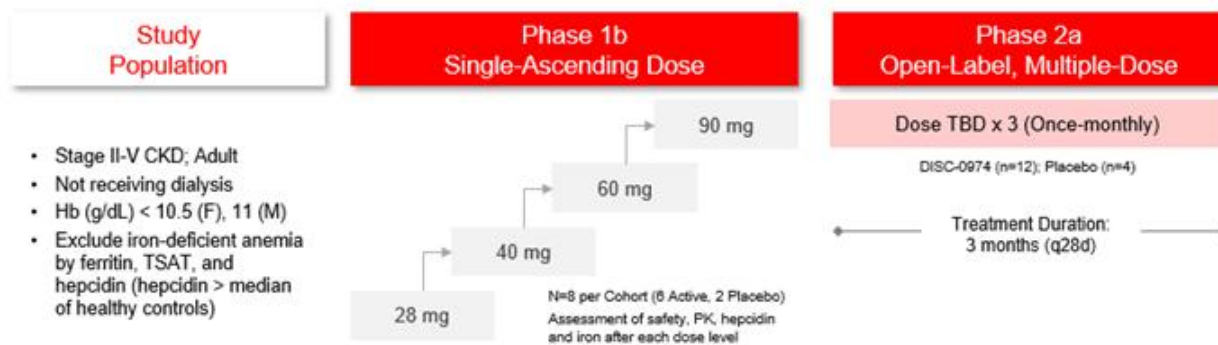 Study
Population
• Stage II-V CKD; Adult
• Not receiving dialysis
• Hb (g/dL) < 10.5 (F), 11 (M)
• Exclude iron-deficient anemia
by ferritin, TSAT, and
hepcidin (hepcidin > median
of healthy controls)
Phase 1b
Single-Ascending Dose
90 mg
60 mg
40 mg
28 mg
N=8 per Cohort (6 Active, 2 Placebo)
Assessment of safety, PK, hepcidin
and iron after each dose level
Phase 2a
Open-Label, Multiple-Dose
Dose TBD x 3 (Once-monthly)
DISC-0974 (n=12); Placebo (n=4)
Treatment Duration:
3 months (q28d)